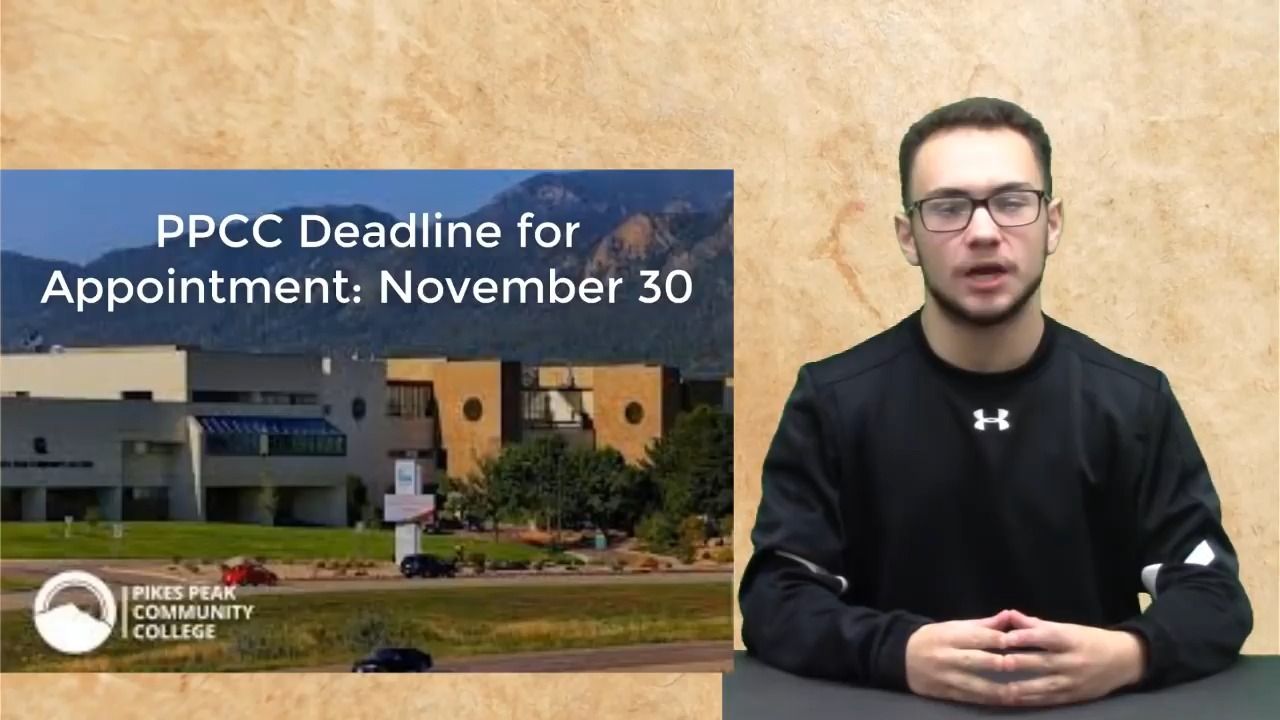 PPCC Deadline for
Appointment: November 30
PIKES PEAK
COMMUNITY
COLLEGE